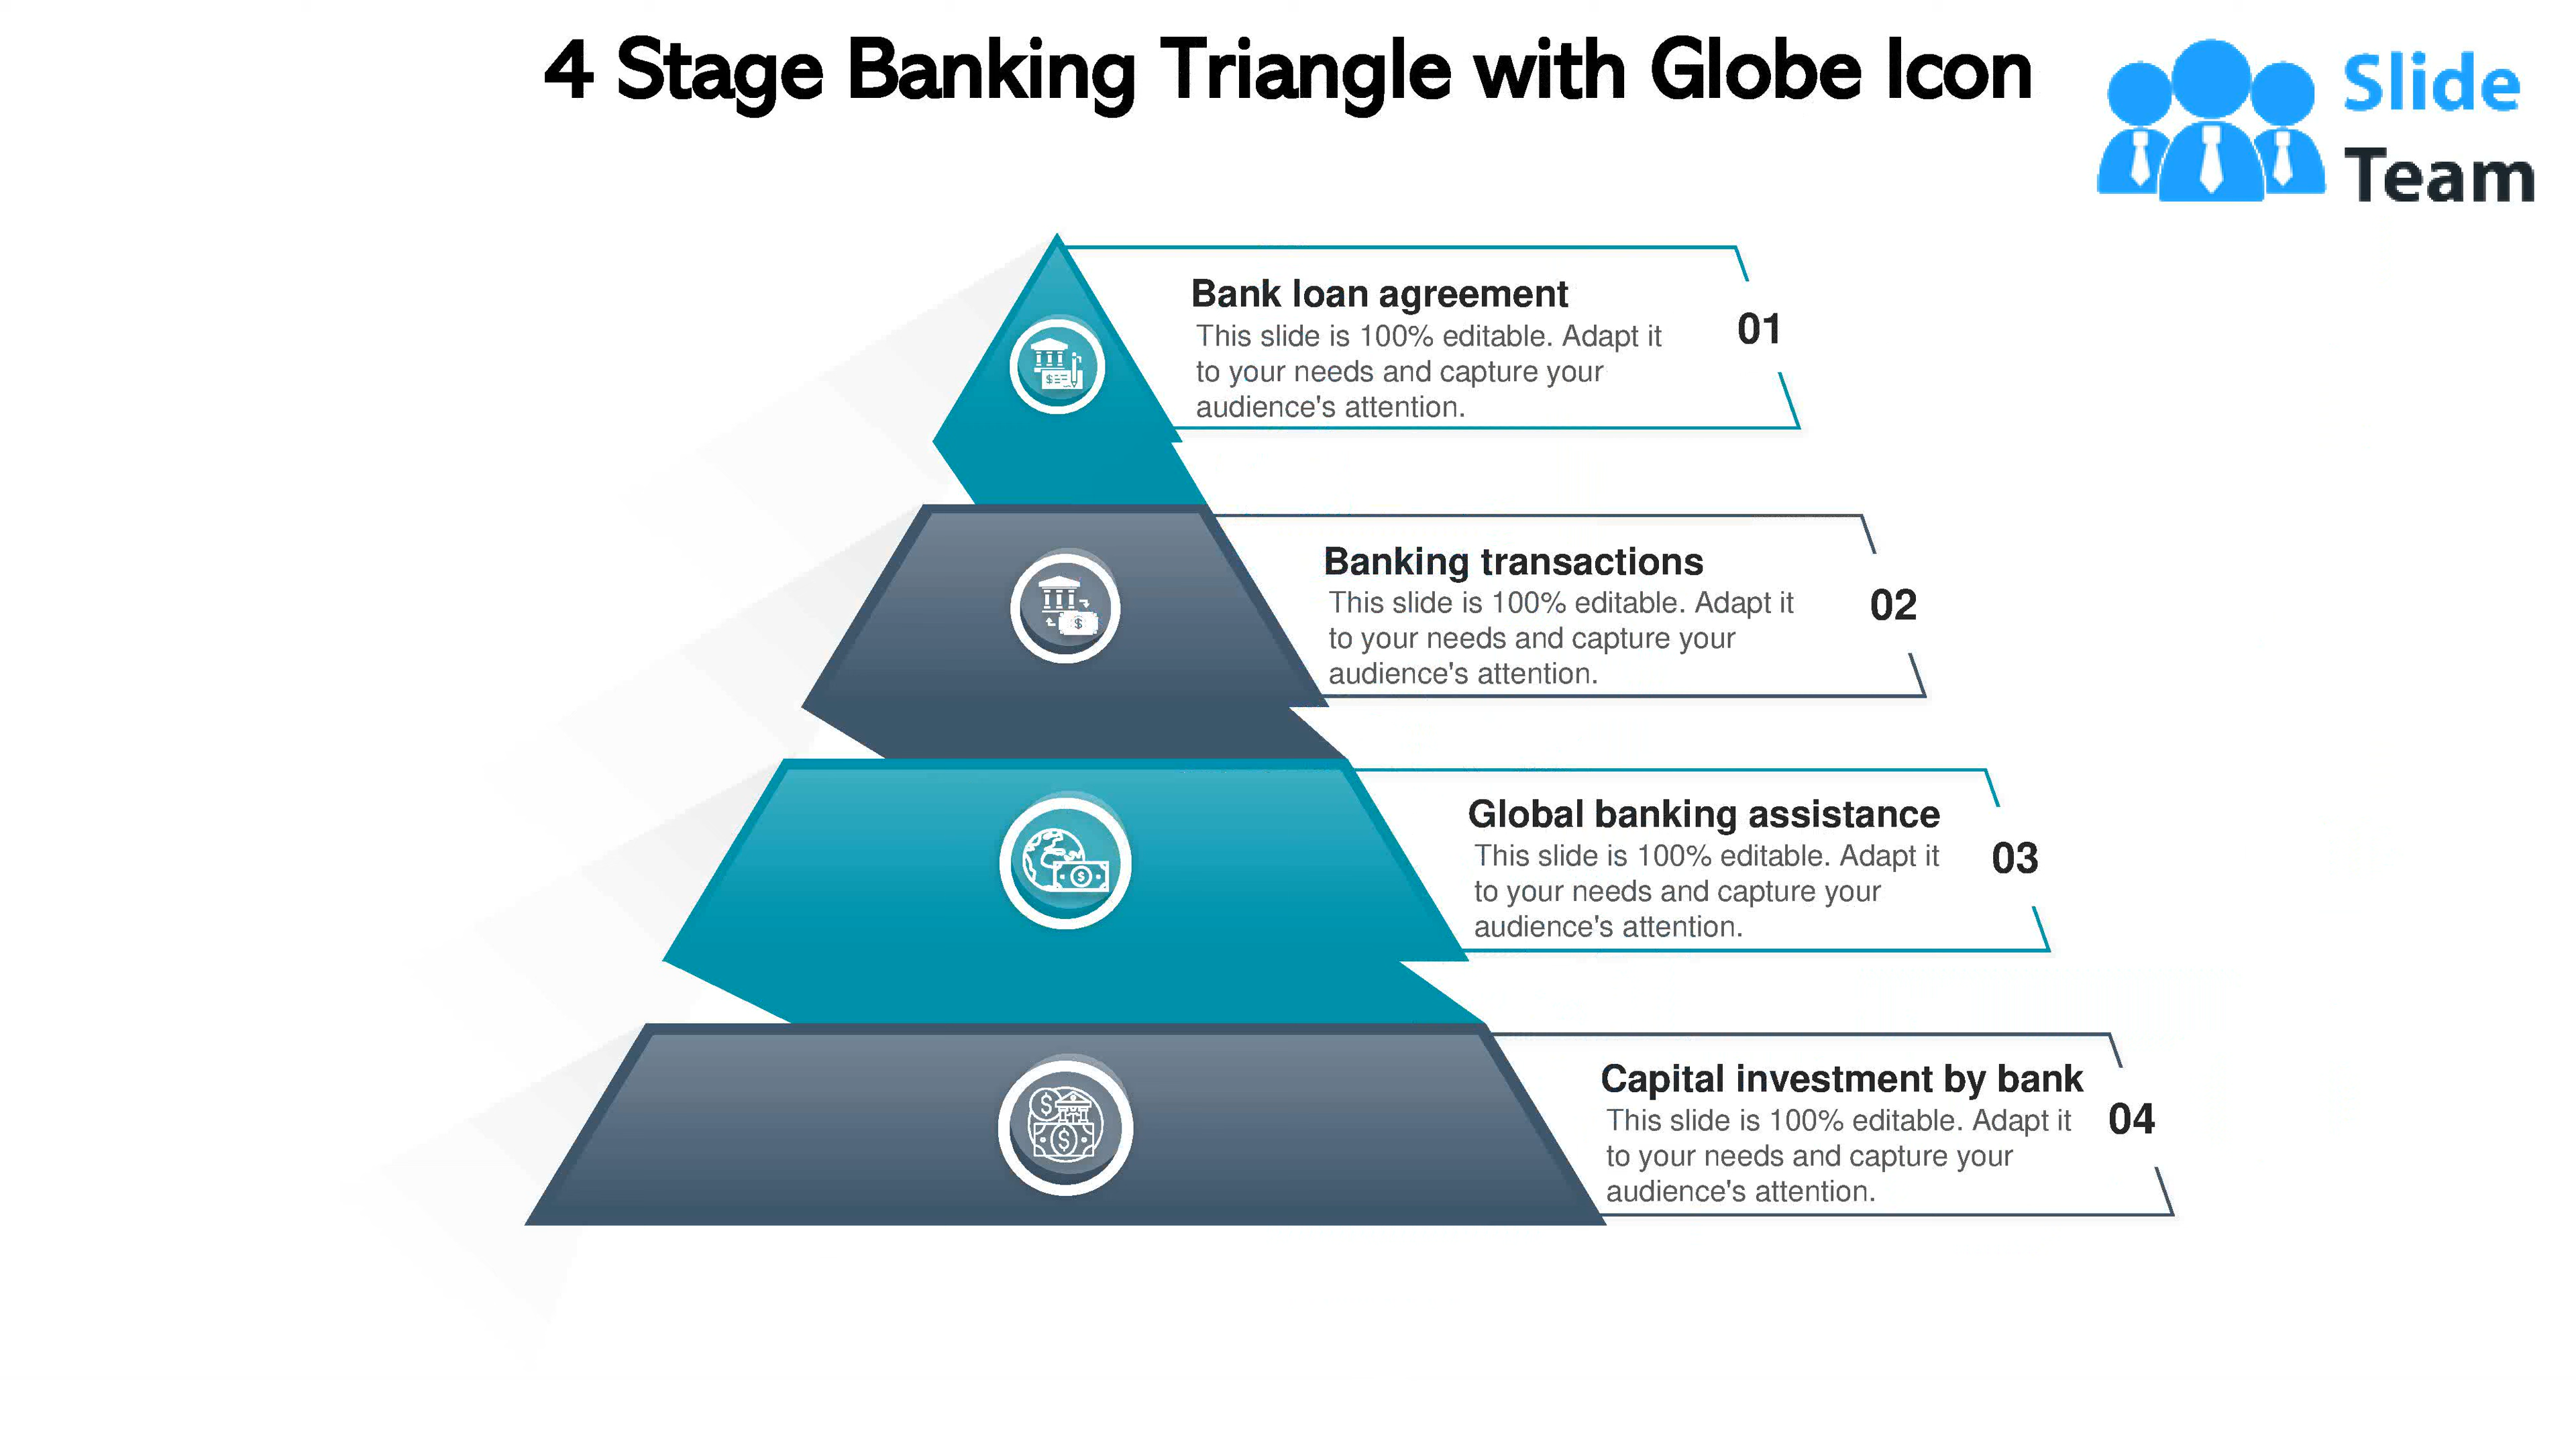 4 Stage Banking Triangle with Globe Icon
Slide
Team
Bank loan agreement
This slide is 100% editable. Adapt it
to your needs and capture your
audience's attention.
01
Banking transactions
This slide is 100% editable. Adapt it
to your needs and capture your
audience's attention.
02
Global banking assistance
This slide is 100% editable. Adapt it
to your needs and capture your
audience's attention.
03
Capital investment by bank
This slide is 100% editable. Adapt it
to your needs and capture your
audience's attention.
04